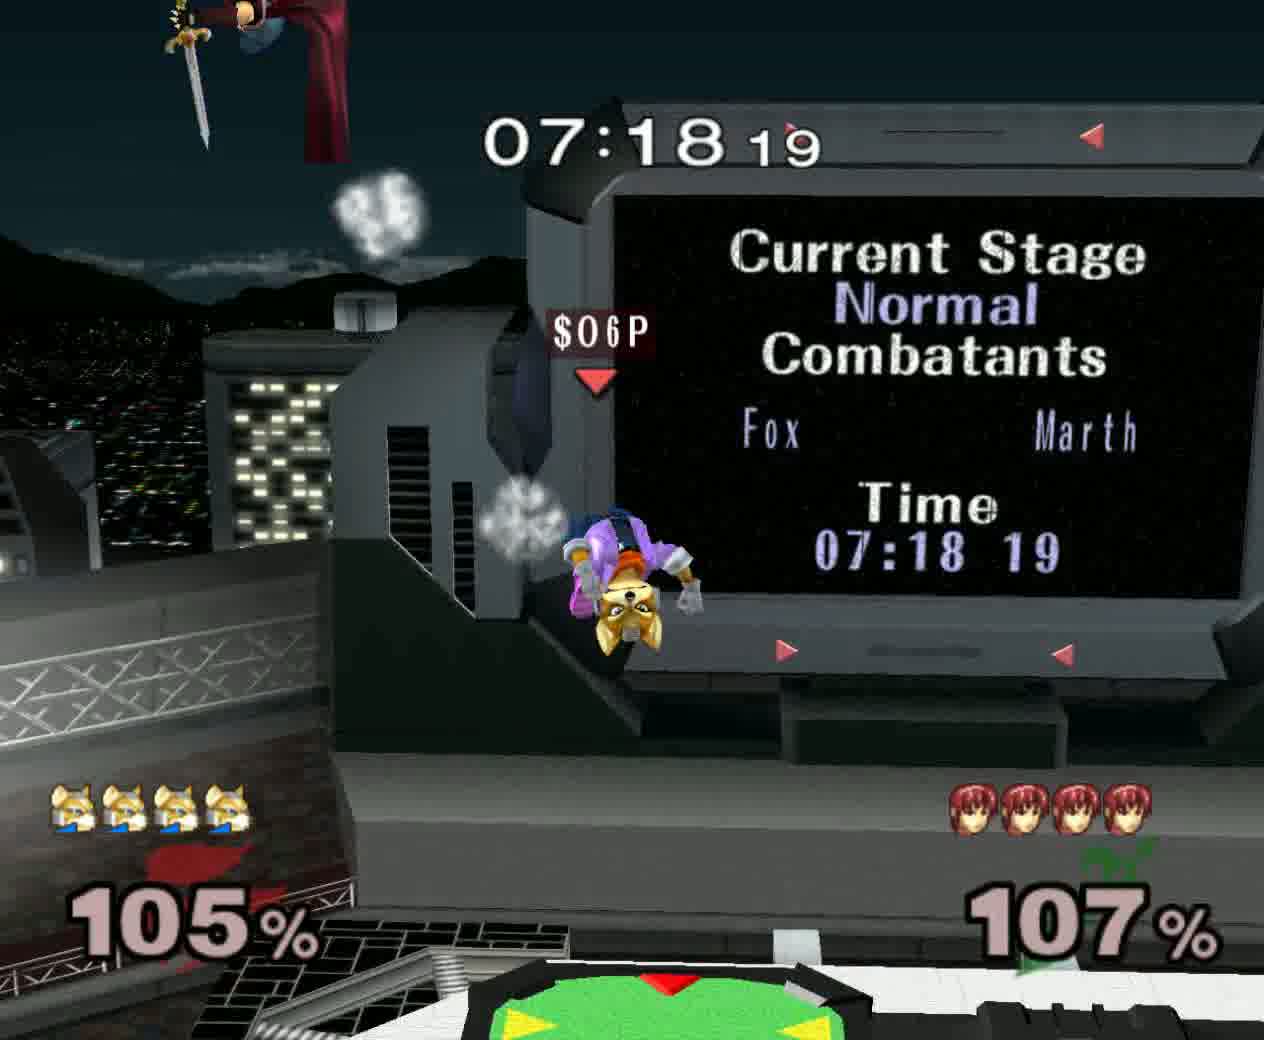 07:18 19
Current Stage
Normal
Combatants
$06P
Fox Marth
Time
07:18 19
105% 107%